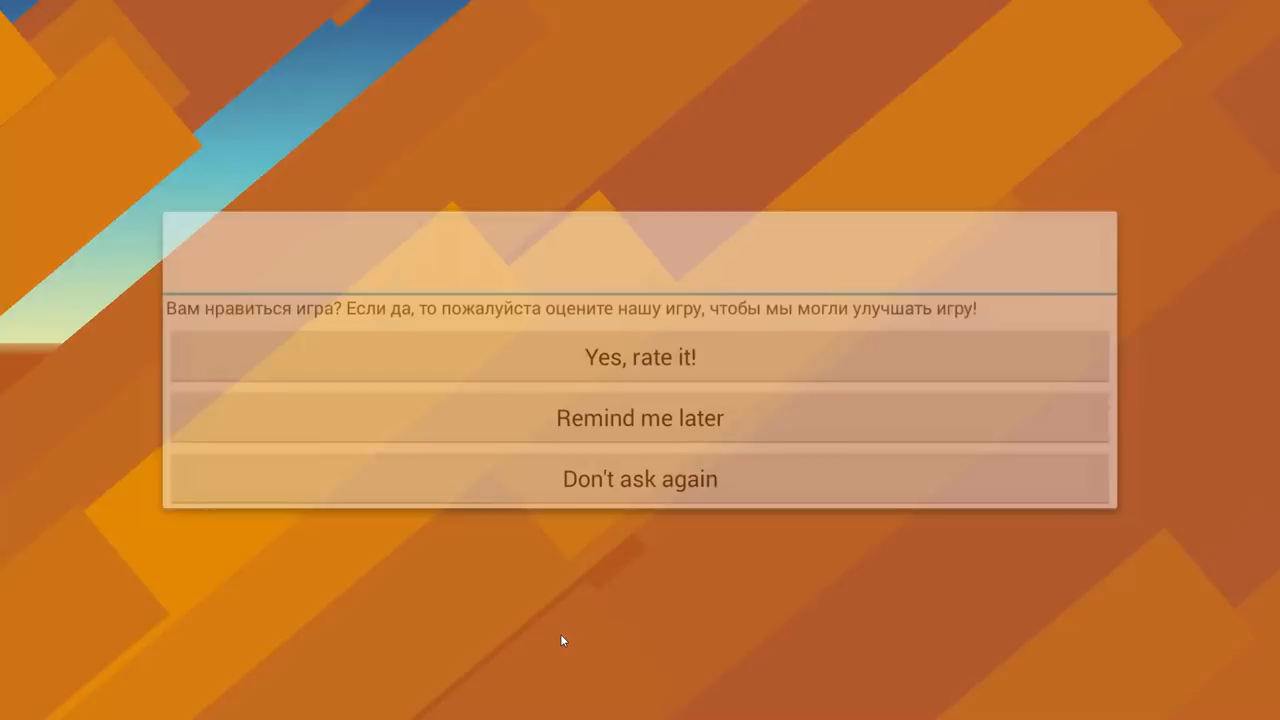 Вам нравиться игра? Если да, то пожалуйста оцените нашу игру, чтобы мы могли улучшать игру!
Yes, rate it!
Remind me later
Don't ask again